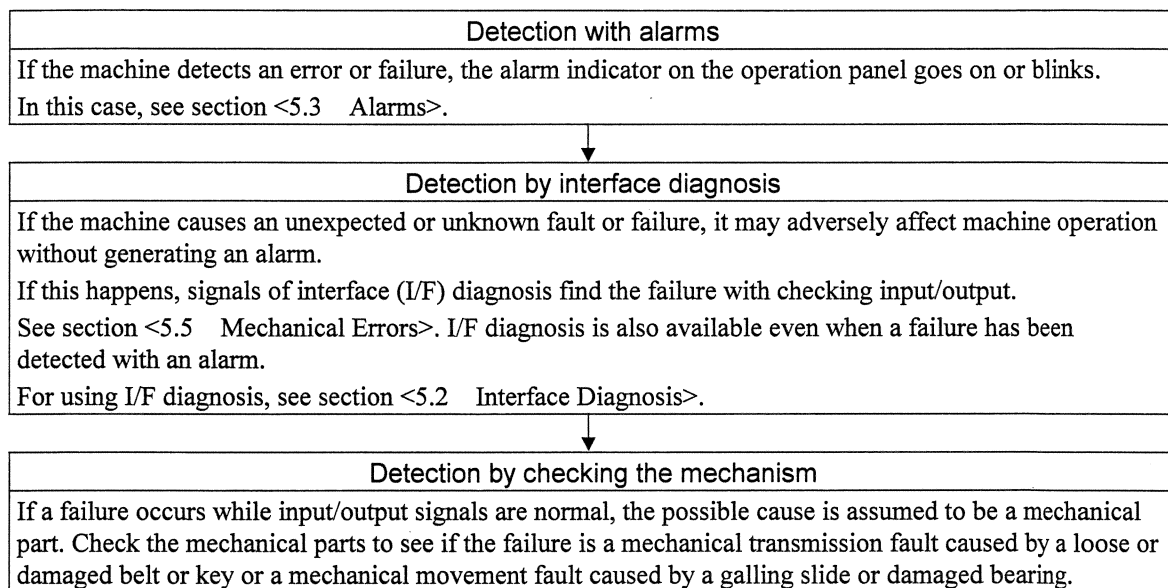 Detection with alarms
If the machine detects an error or failure, the alarm indicator on the operation panel goes on or blinks.
In this case, see section <5.3 Alarms>.
Detection by interface diagnosis
If the machine causes an unexpected or unknown fault or failure, it may adversely affect machine operation
without generating an alarm.
If this happens, signals of interface (I/F) diagnosis find the failure with checking input/output.
See section <5.5 Mechanical Errors>. I/F diagnosis is also available even when a failure has been
detected with an alarm.
For using I/F diagnosis, see section <5.2 Interface Diagnosis>.
Detection by checking the mechanism
If a failure occurs while input/output signals are normal, the possible cause is assumed to be a mechanical
part. Check the mechanical parts to see if the failure is a mechanical transmission fault caused by a loose or
damaged belt or key or a mechanical movement fault caused by a galling slide or damaged bearing.